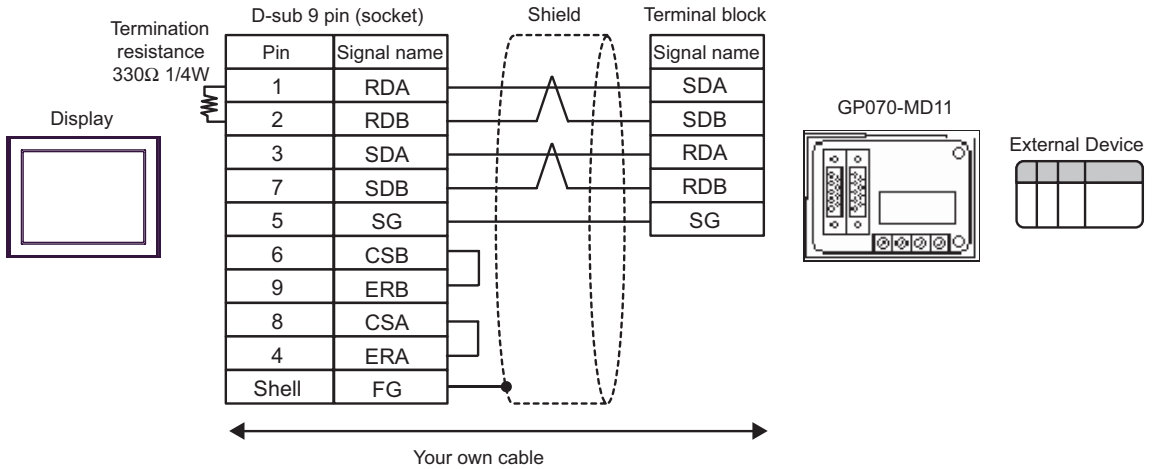 Termination
resistance
330Ω 1/4W
D-sub 9 pin (socket)
Shield
Terminal block
Pin Signal name Signal name
1 RDA SDA
2 RDB SDB
3 SDA RDA
7 SDB RDB
5 SG SG
6 CSB
9 ERB
8 CSA
4 ERA
Shell FG
Display
GP070-MD11
External Device
Your own cable